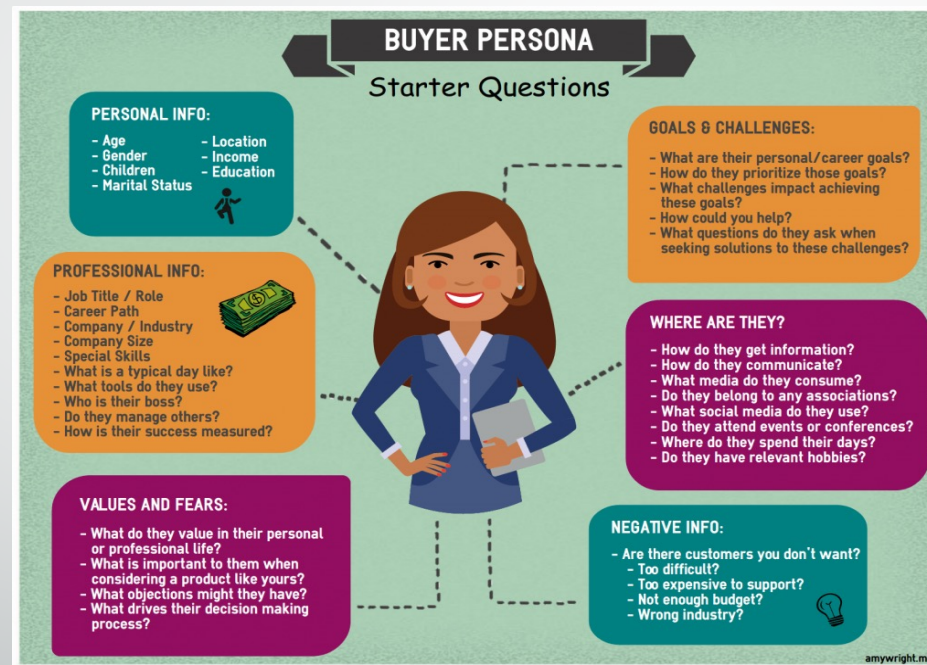 BUYER PERSONA
Starter Questions
PERSONAL INFO:
- Age
- Gender
- Children
- Marital Status
- Location
- Income
- Education
PROFESSIONAL INFO:
- Job Title / Role
- Career Path
- Company / Industry
- Company Size
- Special Skills
- What is a typical day like?
- What tools do they use?
- Who is their boss?
- Do they manage others?
- How is their success measured?
VALUES AND FEARS:
- What do they value in their personal
or professional life?
- What is important to them when
considering a product like yours?
- What objections might they have?
- What drives their decision making
process?
GOALS & CHALLENGES:
- What are their personal/career goals?
- How do they prioritize those goals?
- What challenges impact achieving
these goals?
- How could you help?
- What questions do they ask when
seeking solutions to these challenges?
WHERE ARE THEY?
- How do they get information?
- How do they communicate?
- What media do they consume?
- Do they belong to any associations?
- What social media do they use?
- Do they attend events or conferences?
- Where do they spend their days?
- Do they have relevant hobbies?
NEGATIVE INFO:
- Are there customers you don't want?
- Too difficult?
- Too expensive to support?
- Not enough budget?
- Wrong industry?
amywright.m